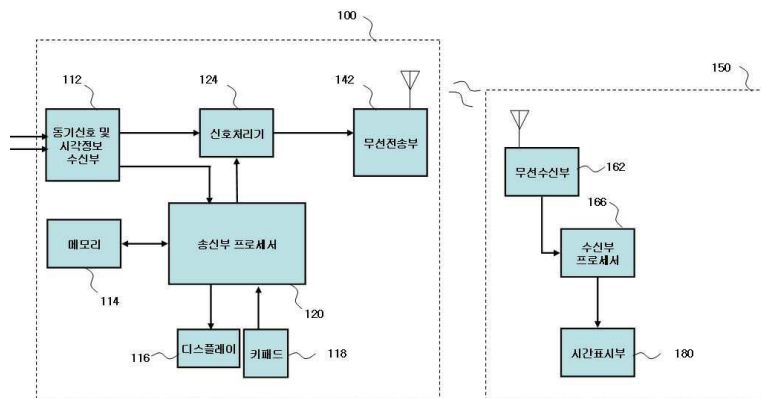 100
112
동기신호 및
시각정보
수신부
124
신호처리기
142
무선전송부
150
무선수신부
162
166
수신부
프로세서
메모리
114
송신부 프로세서
120
디스플레이
116
키패드
118
시간표시부
180